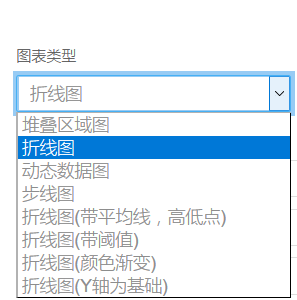 图表类型
折线图
堆叠区域图
折线图
动态数据图
步线图
折线图(带平均线，高低点)
折线图(带阈值)
折线图(颜色渐变)
折线图(Y轴为基础)